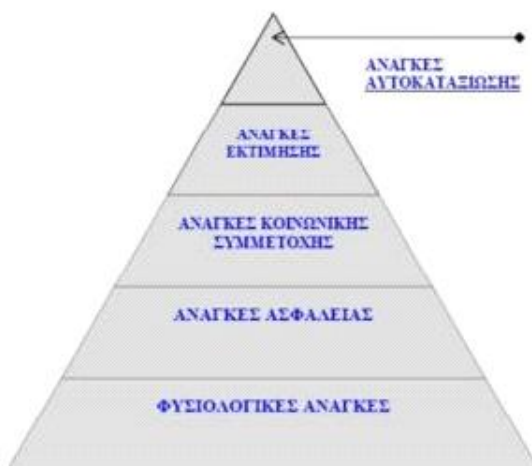 ΑΝΑΓΚΕΣ
ΑΥΤΟΚΑΤΑΞΙΩΣΗΣ
ΑΝΑΓΚΕΣ
ΕΚΤΙΜΗΣΗΣ
ΑΝΑΓΚΕΣ ΚΟΙΝΩΝΙΚΗΣ
ΣΥΜΜΕΤΟΧΗΣ
ΑΝΑΓΚΕΣ ΑΣΦΑΛΕΙΑΣ
ΦΥΣΙΟΛΟΓΙΚΕΣ ΑΝΑΓΚΕΣ